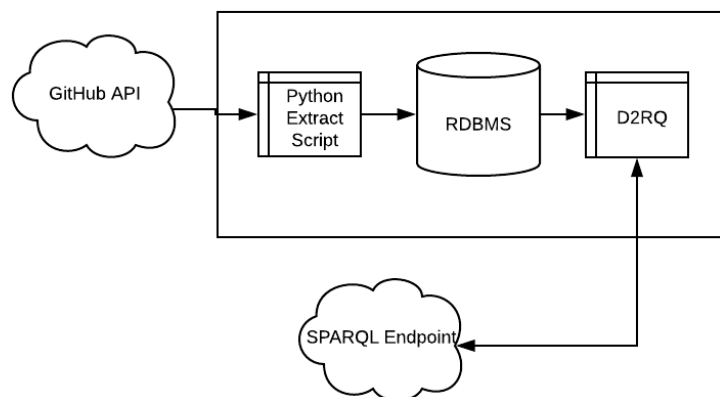 GitHub API
Python
Extract
Script
RDBMS
D2RQ
SPARQL Endpoint